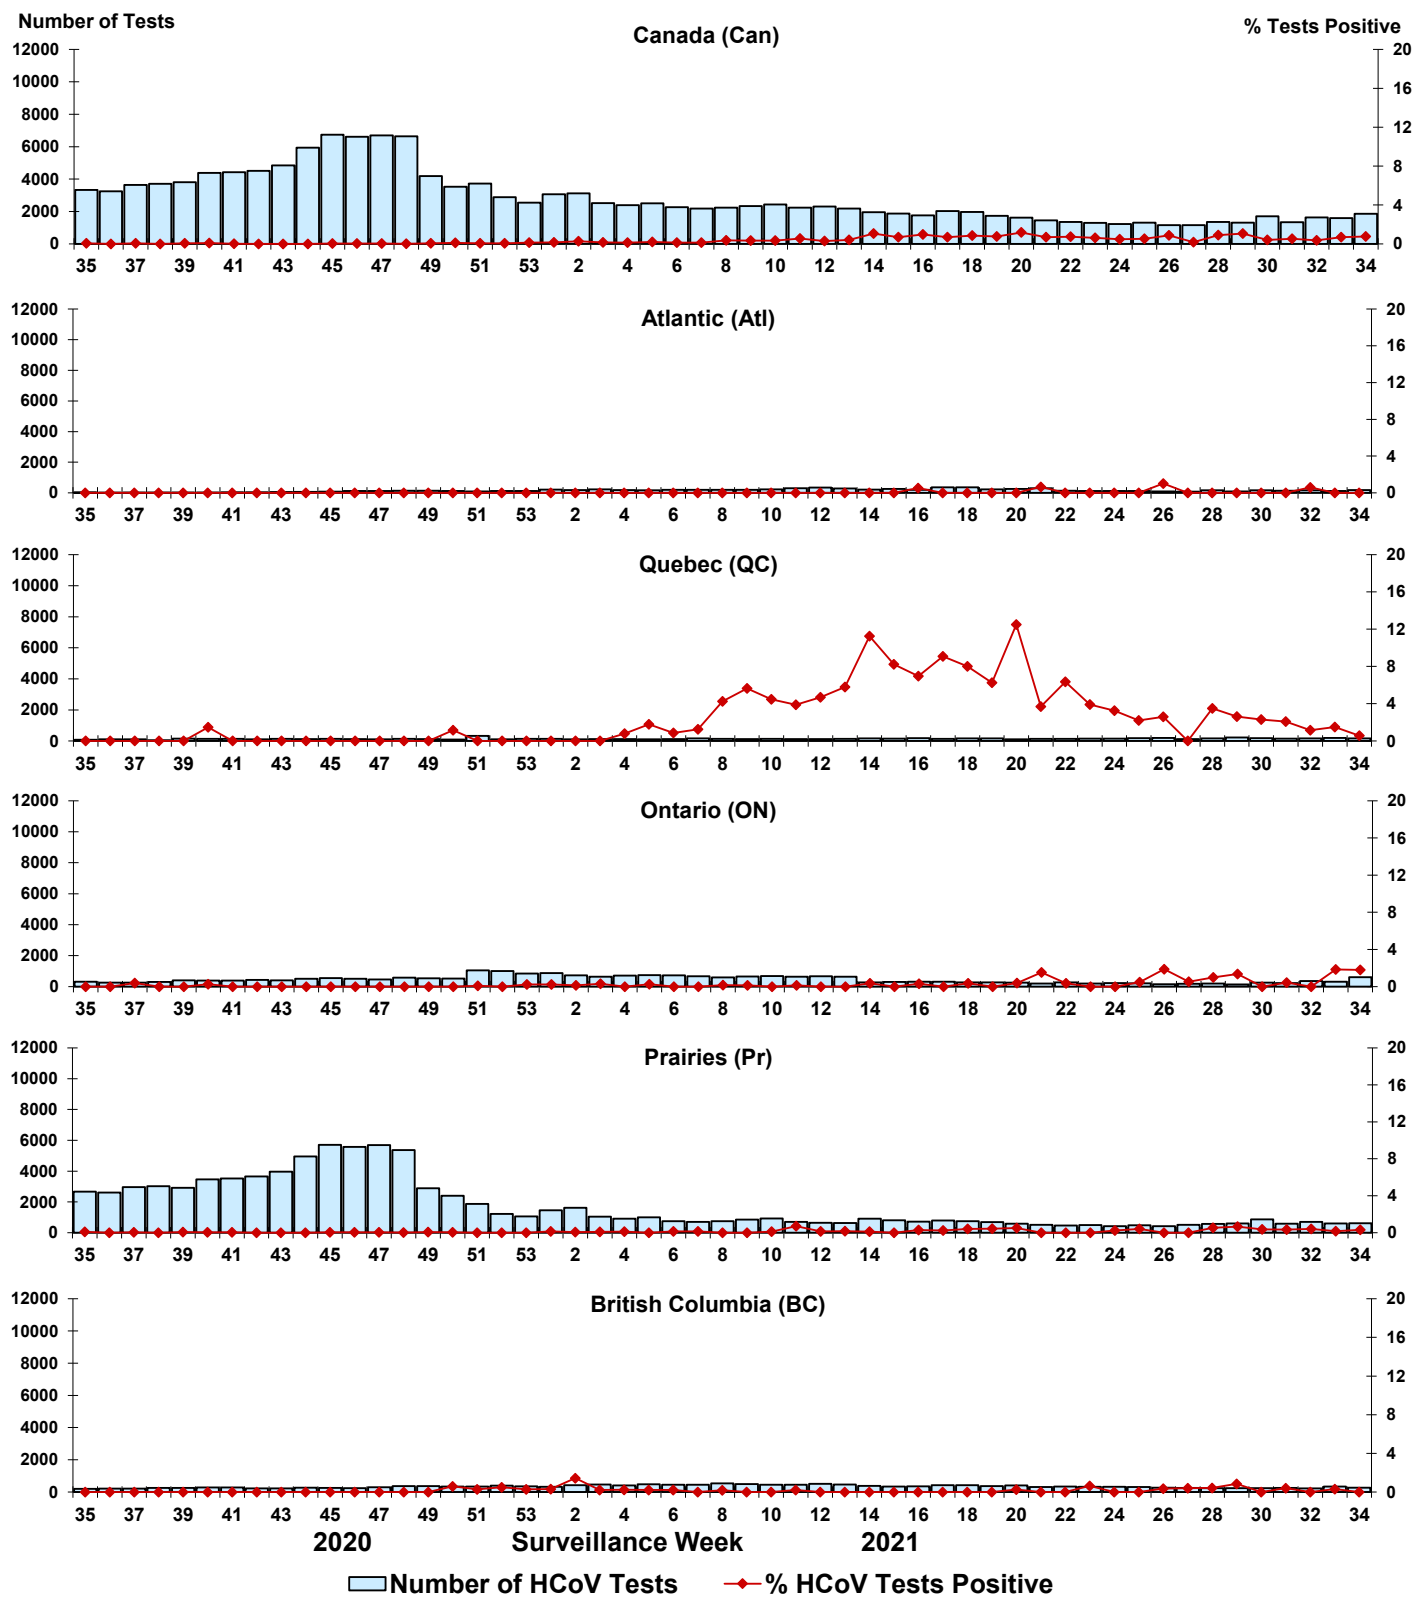 Number of Tests
% Tests Positive
Canada (Can)
12000 20
10000 16
8000 12
6000 8
4000 4
2000 0
0
35 37 39 41 43 45 47 49 51 53 2 4 6 8 10 12 14 16 18 20 22 24 26 28 30 32 34
Atlantic (Atl)
12000 20
10000 16
8000 12
6000 8
4000 4
2000 0
0
35 37 39 41 43 45 47 49 51 53 2 4 6 8 10 12 14 16 18 20 22 24 26 28 30 32 34
Quebec (QC)
12000 20
10000 16
8000 12
6000 8
4000 4
2000 0
0
35 37 39 41 43 45 47 49 51 53 2 4 6 8 10 12 14 16 18 20 22 24 26 28 30 32 34
Ontario (ON)
12000 20
10000 16
8000 12
6000 8
4000 4
2000 0
0
35 37 39 41 43 45 47 49 51 53 2 4 6 8 10 12 14 16 18 20 22 24 26 28 30 32 34
Prairies (Pr)
12000 20
10000 16
8000 12
6000 8
4000 4
2000 0
0
35 37 39 41 43 45 47 49 51 53 2 4 6 8 10 12 14 16 18 20 22 24 26 28 30 32 34
British Columbia (BC)
12000 20
10000 16
8000 12
6000 8
4000 4
2000 0
0
35 37 39 41 43 45 47 49 51 53 2 4 6 8 10 12 14 16 18 20 22 24 26 28 30 32 34
2020 Surveillance Week 2021
Number of HCoV Tests % HCoV Tests Positive